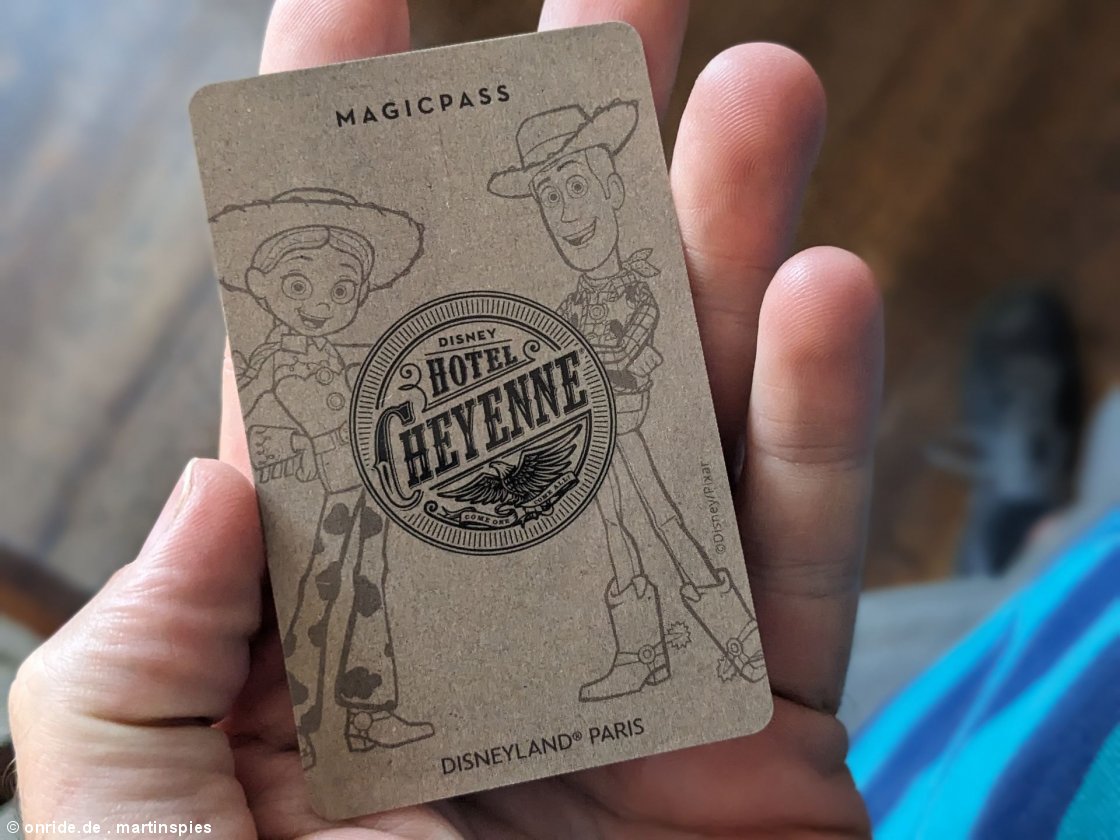 MAGICPASS
DISNEY
HOTEL
CHEYENNE
COME ONE COME ALL!
©Disney/Pixar
DISNEYLAND® PARIS
© onride.de . martinspies